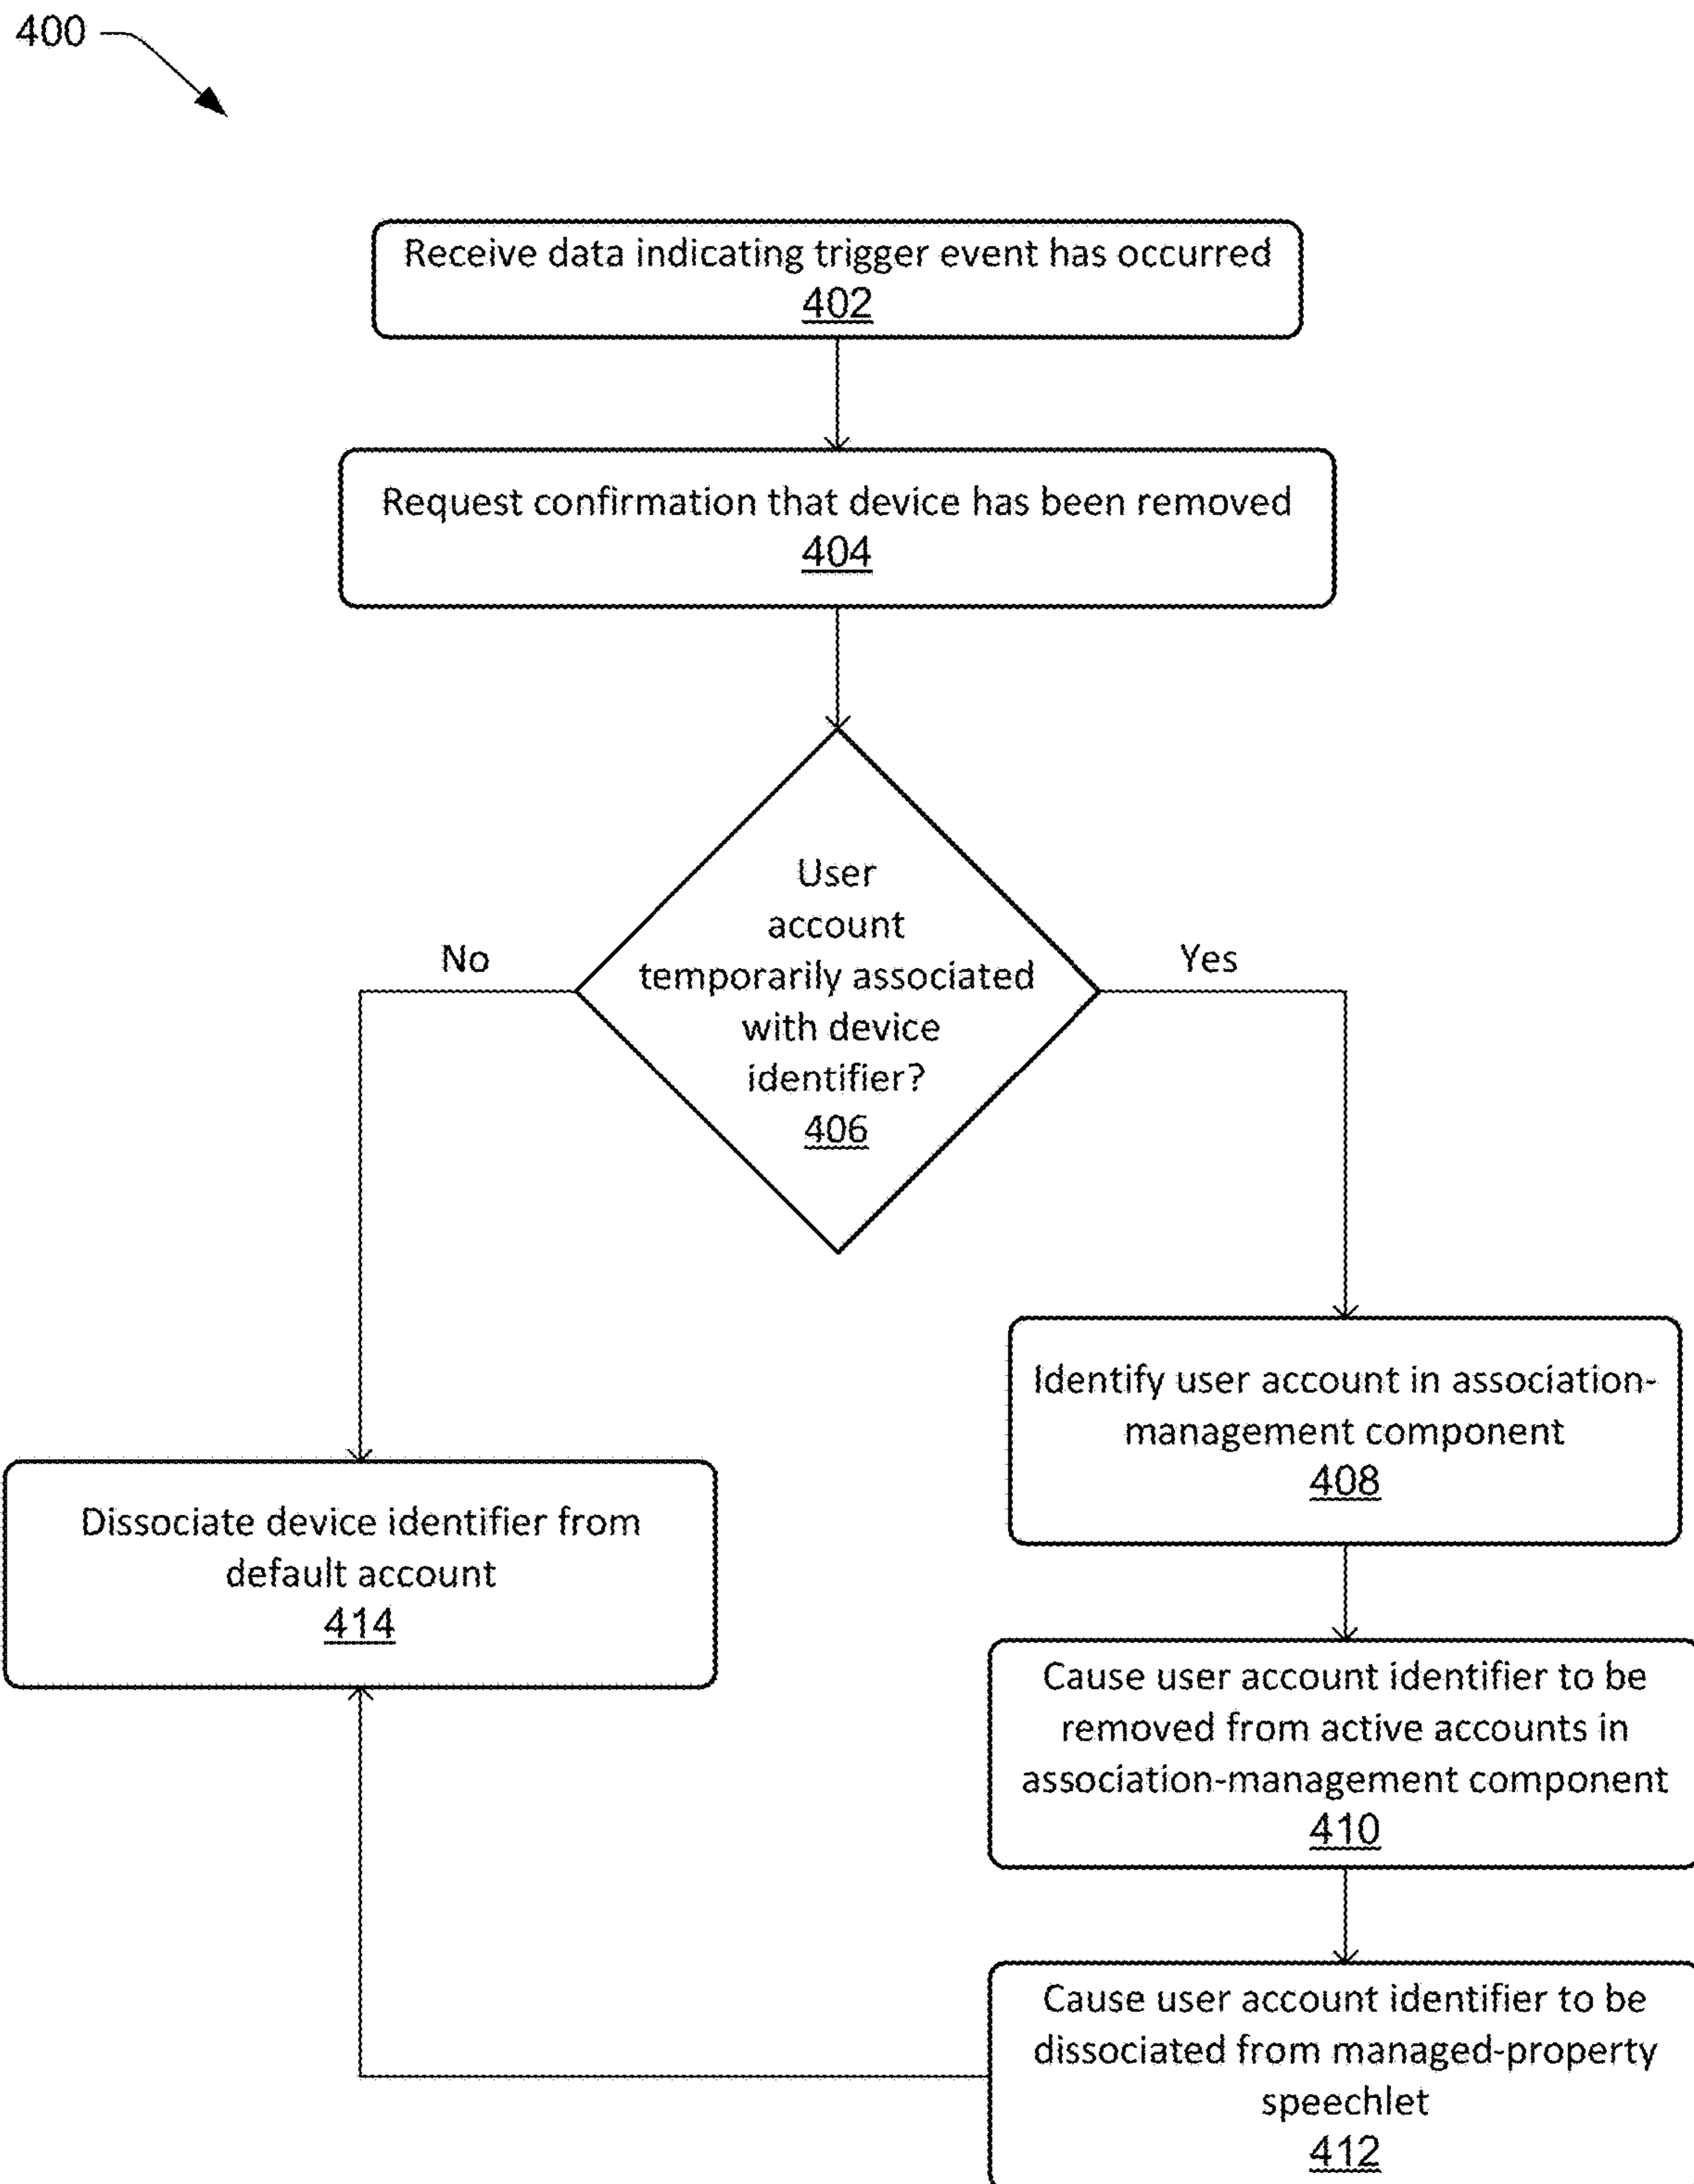 400
Receive data indicating trigger event has occurred
402
Request confirmation that device has been removed
404
User
account
temporarily associated
with device
identifier?
406
No
Yes
Identify user account in association-
management component
408
Dissociate device identifier from
default account
414
Cause user account identifier to be
removed from active accounts in
association-management component
410
Cause user account identifier to be
dissociated from managed-property
speechlet
412